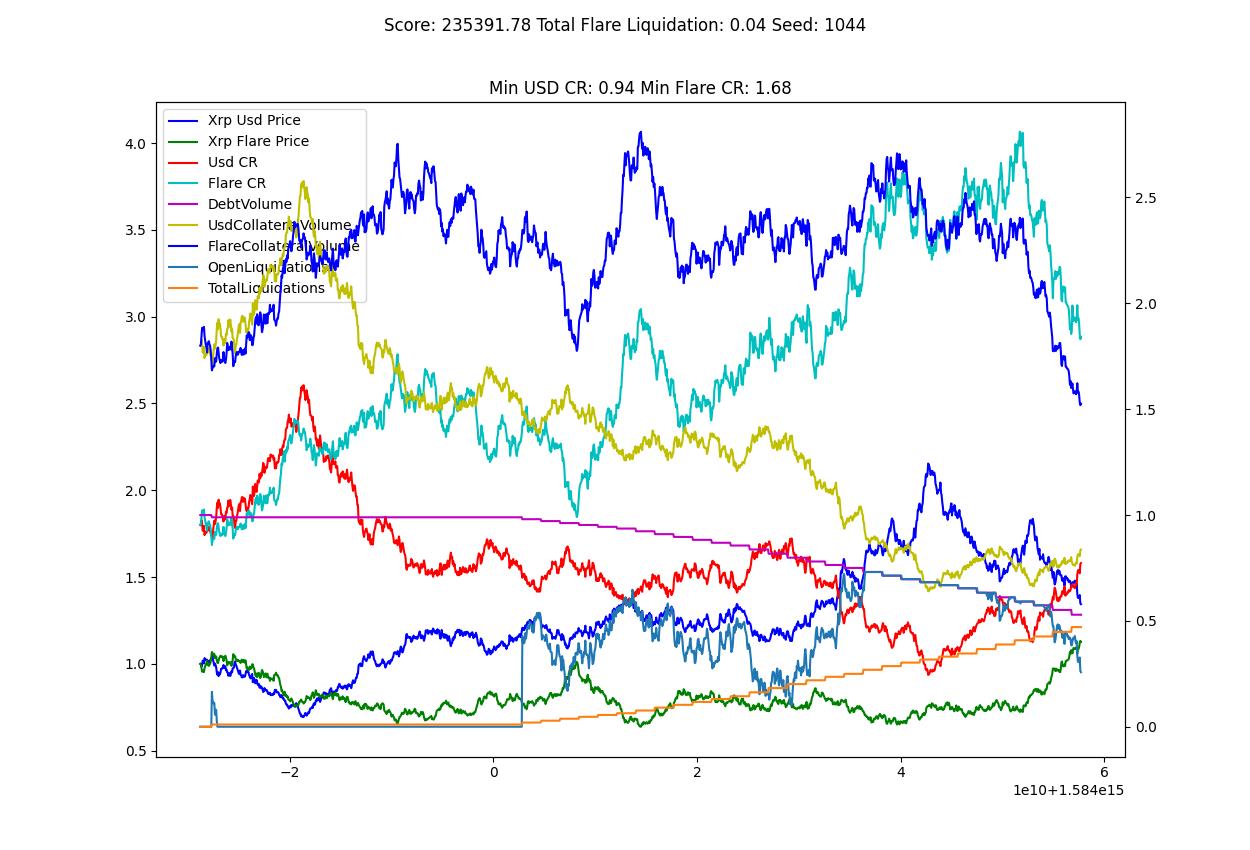 Score: 235391.78 Total Flare Liquidation: 0.04 Seed: 1044
Min USD CR: 0.94 Min Flare CR: 1.68
Xrp Usd Price
Xrp Flare Price
Usd CR
Flare CR
DebtVolume
UsdCollateralVolume
FlareCollateralVolume
OpenLiquidations
TotalLiquidations
4.0
3.5
3.0
2.5
2.0
1.5
1.0
0.5
2.5
2.0
1.5
1.0
0.5
0.0
−2 0 2 4 6
1e10+1.584e15